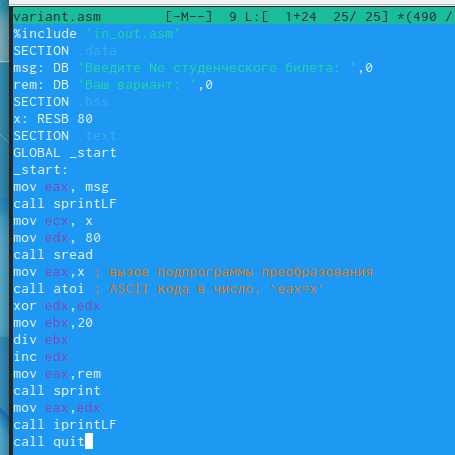 variant.asm [-M--] 9 L:[ 1+24 25/ 25] *(490 /
%include 'in_out.asm'
SECTION .data
msg: DB 'Введите No студенческого билета: ',0
rem: DB 'Ваш вариант: ',0
SECTION .bss
x: RESB 80
SECTION .text
GLOBAL _start
_start:
mov eax, msg
call sprintLF
mov ecx, x
mov edx, 80
call sread
mov eax,x ; вызов подпрограммы преобразования
call atoi ; ASCII кода в число, `eax=x`
xor edx,edx
mov ebx,20
div ebx
inc edx
mov eax,rem
call sprint
mov eax,edx
call iprintLF
call quit